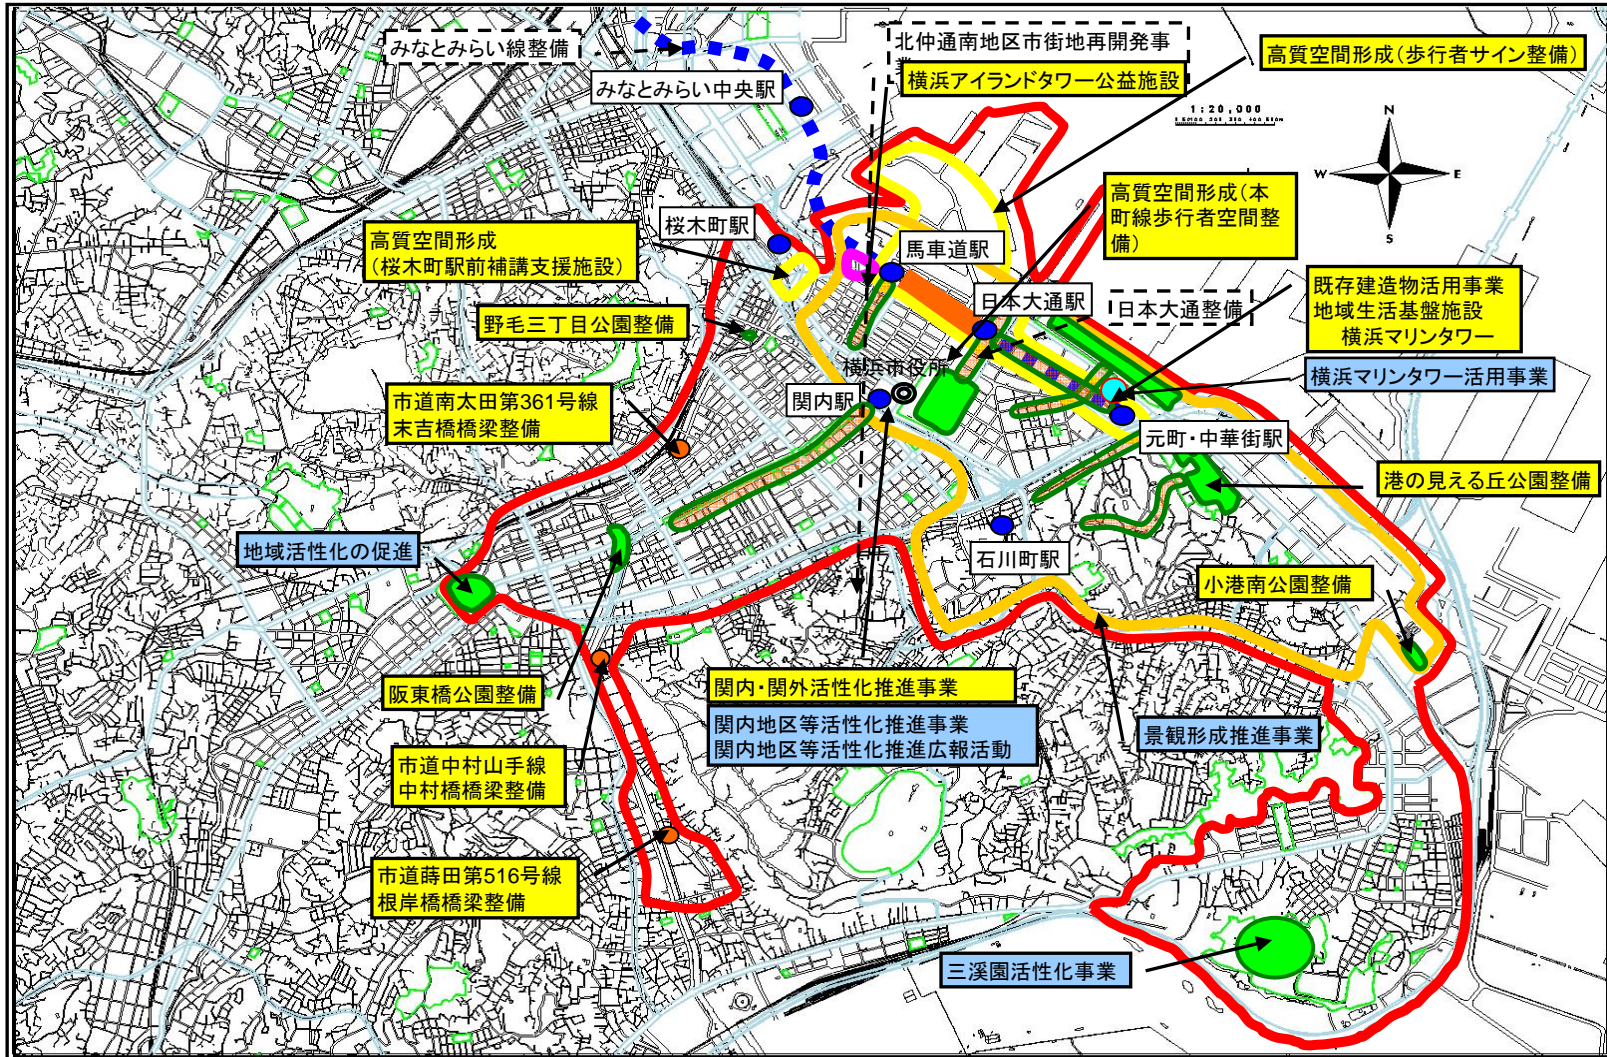 みなとみらい線整備
みなとみらい中央駅
北仲通南地区市街地再開発事
業
横浜アイランドタワー公益施設
高質空間形成(歩行者サイン整備)
1:20,000
N
W
E
S
桜木町駅
高質空間形成
(桜木町駅前補講支援施設)
馬車道駅
高質空間形成(本
町線歩行者空間整
備)
野毛三丁目公園整備
日本大通駅
日本大通整備
既存建造物活用事業
地域生活基盤施設
横浜マリンタワー
横浜マリンタワー活用事業
横浜市役所
関内駅
市道南太田第361号線
末吉橋橋梁整備
元町・中華街駅
港の見える丘公園整備
地域活性化の促進
石川町駅
小港南公園整備
阪東橋公園整備
関内・関外活性化推進事業
関内地区等活性化推進事業
関内地区等活性化推進広報活動
景観形成推進事業
市道中村山手線
中村橋橋梁整備
市道蒔田第516号線
根岸橋橋梁整備
三溪園活性化事業